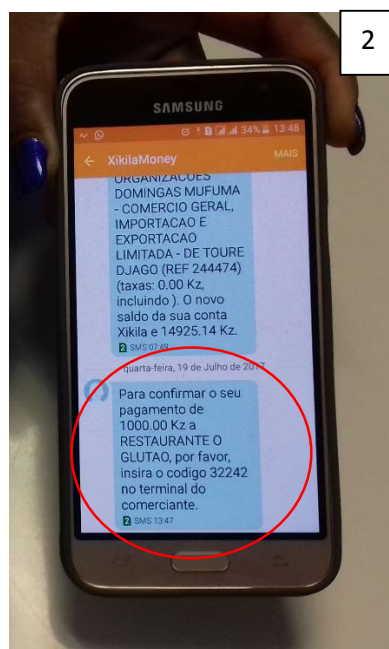 2
SAMSUNG
34% 13:48
← XikilaMoney MAIS
ORGANIZACOES
DOMINGAS MUFUMA
- COMERCIO GERAL,
IMPORTACAO E
EXPORTACAO
LIMITADA - DE TOURE
DJAGO (REF 244474)
(taxas: 0.00 Kz,
incluindo ). O novo
saldo da sua conta
Xikila e 14925.14 Kz.
2 SMS 07:49
quarta-feira, 19 de Julho de 2017
Para confirmar o seu
pagamento de
1000.00 Kz a
RESTAURANTE O
GLUTAO, por favor,
insira o codigo 32242
no terminal do
comerciante.
2 SMS 13:47